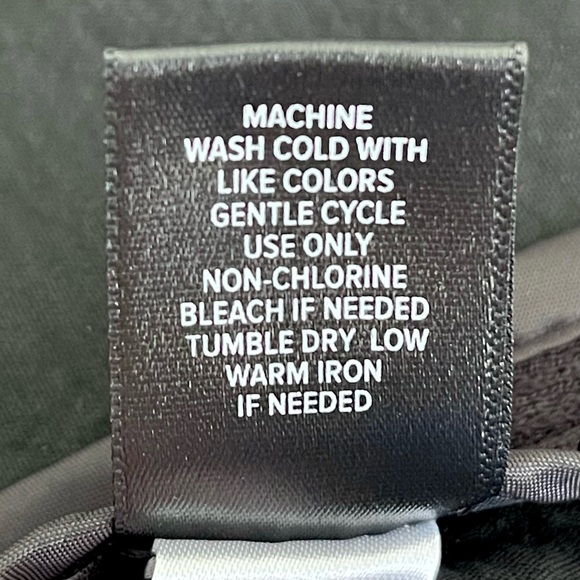 MACHINE
WASH COLD WITH
LIKE COLORS
GENTLE CYCLE
USE ONLY
NON-CHLORINE
BLEACH IF NEEDED
TUMBLE DRY LOW
WARM IRON
IF NEEDED